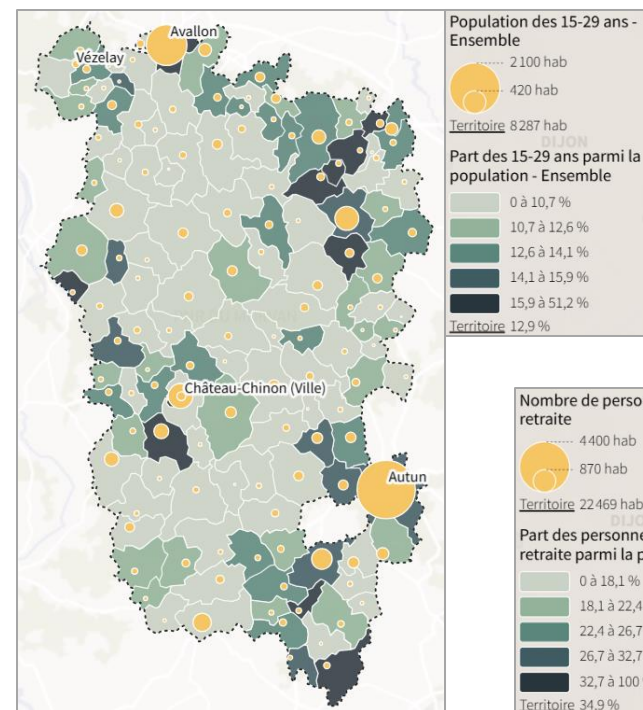 Avallon
Vézelay
Château-Chinon (Ville)
Autun
Population des 15-29 ans -
Ensemble
2 100 hab
420 hab
Territoire 8 287 hab
DIJON
Part des 15-29 ans parmi la
population - Ensemble
0 à 10,7 %
10,7 à 12,6 %
12,6 à 14,1 %
14,1 à 15,9 %
15,9 à 51,2 %
Territoire 12,9 %
Nombre de perso
retraite
4 400 hab
870 hab
Territoire 22 469 hab
DIJO
Part des personne
retraite parmi la p
0 à 18,1 %
18,1 à 22,4
22,4 à 26,7
26,7 à 32,7
32,7 à 100
Territoire 34,9 %